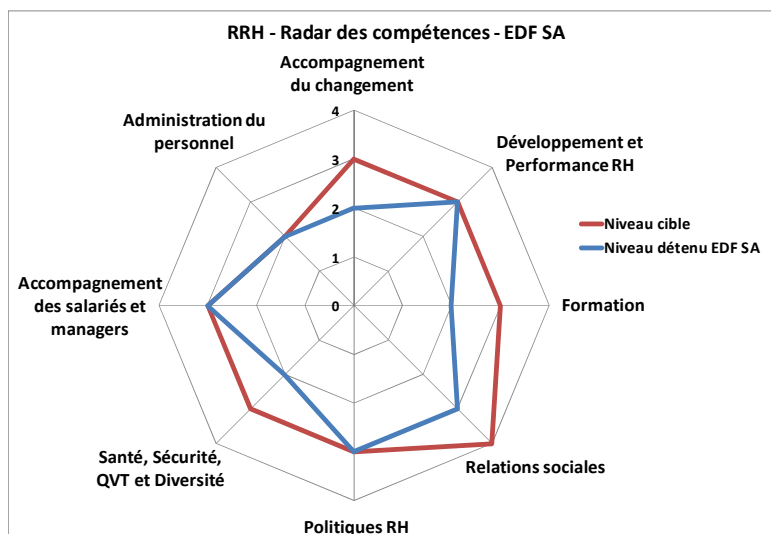 RRH - Radar des compétences - EDF SA
Accompagnement
du changement
Administration du
personnel
4
3
2
1
0
Développement et
Performance RH
Niveau cible
Niveau détenu EDF SA
Accompagnement
des salariés et
managers
Formation
Santé, Sécurité,
QVT et Diversité
Relations sociales
Politiques RH